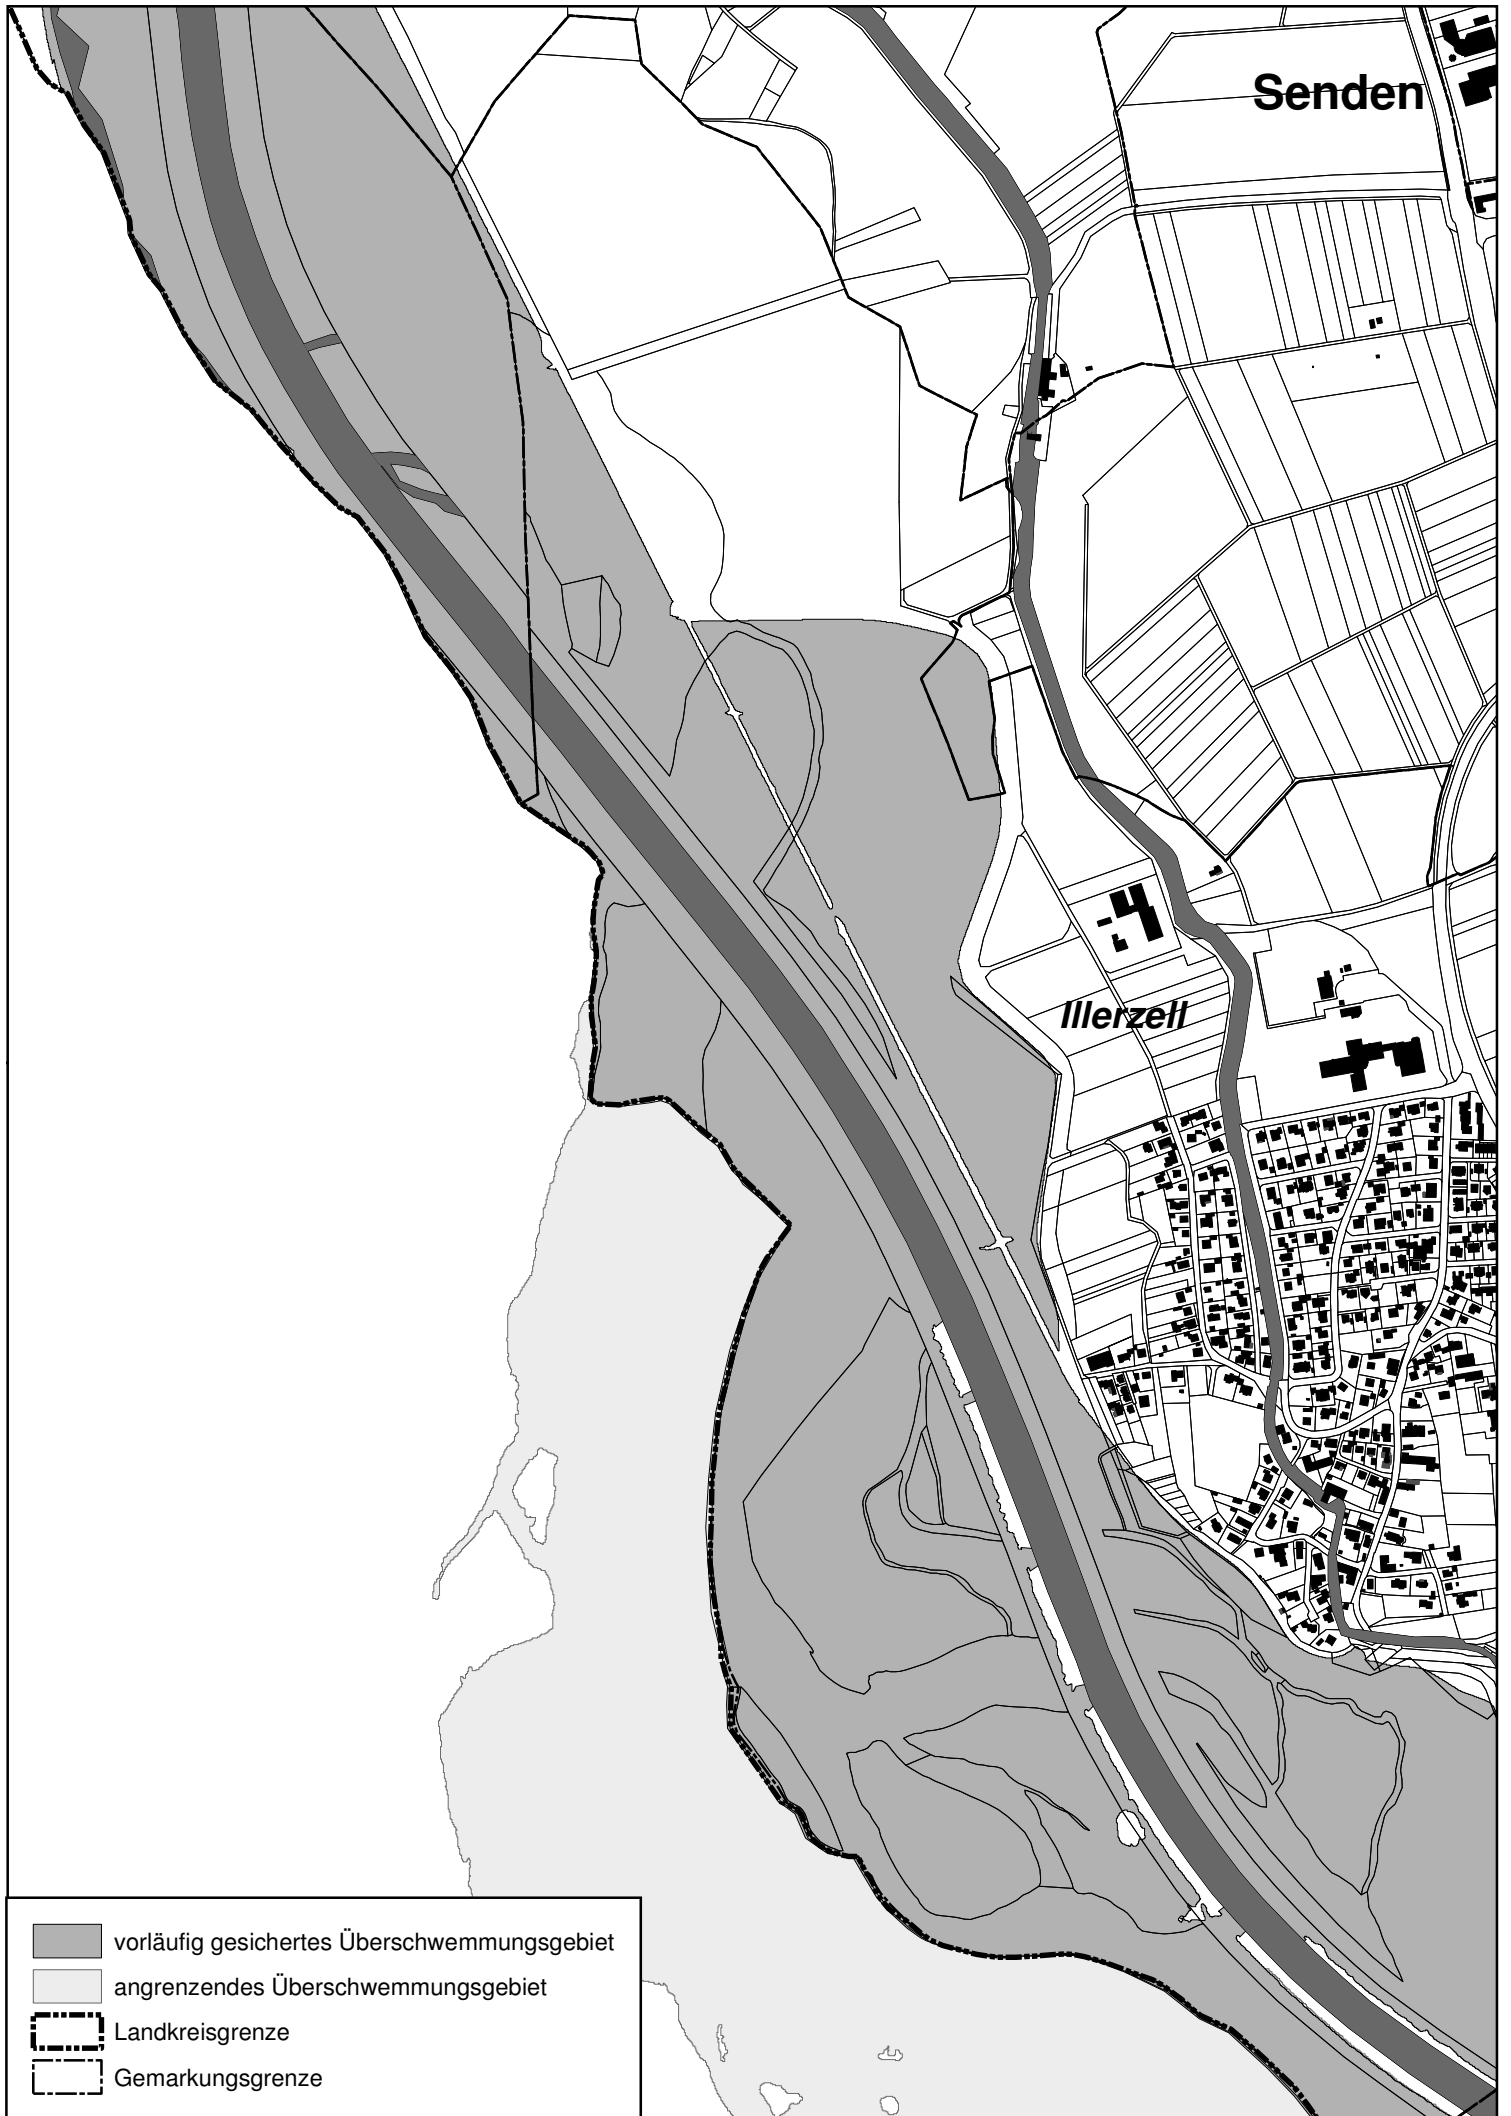 Senden
Illerzell
vorläufig gesichertes Überschwemmungsgebiet
angrenzendes Überschwemmungsgebiet
Landkreisgrenze
Gemarkungsgrenze